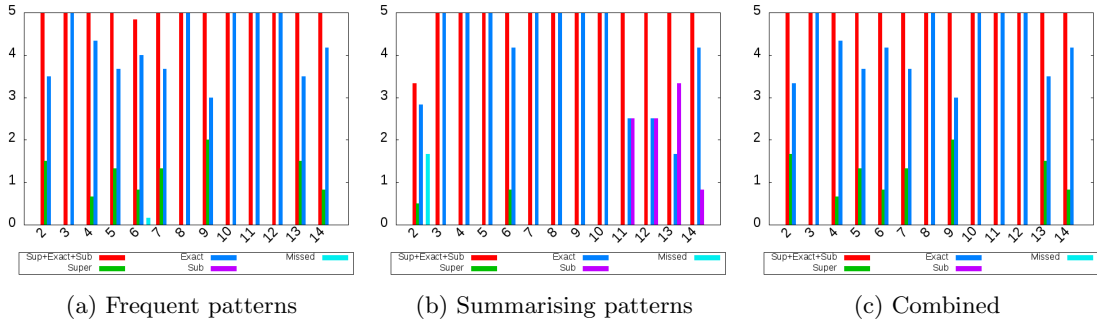 5
4
3
2
1
0
2 3 4 5 6 7 8 9 10 11 12 13 14
Sup+Exact+Sub Exact Missed
Super Sub
(a) Frequent patterns
5
4
3
2
1
0
2 3 4 5 6 7 8 9 10 11 12 13 14
Sup+Exact+Sub Exact Missed
Super Sub
(b) Summarising patterns
5
4
3
2
1
0
2 3 4 5 6 7 8 9 10 11 12 13 14
Sup+Exact+Sub Exact Missed
Super Sub
(c) Combined